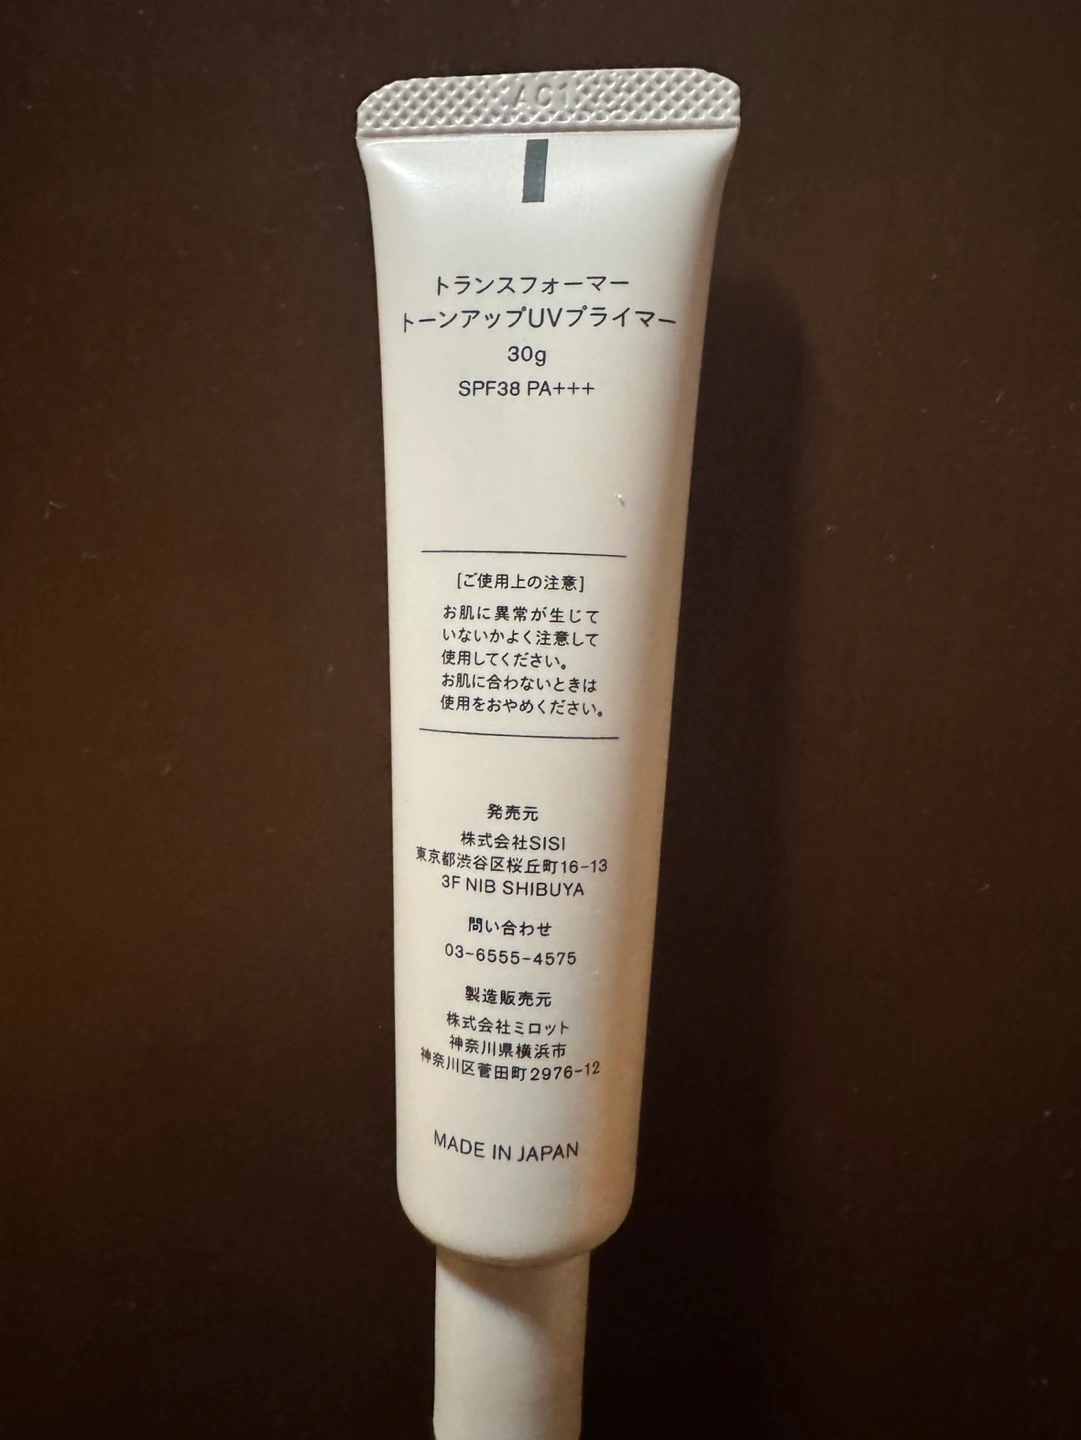 トランスフォーマー
トーンアップUVプライマー
30g
SPF38 PA+++
[ご使用上の注意]
お肌に異常が生じて
いないかよく注意して
使用してください。
お肌に合わないときは
使用をおやめください。
発売元
株式会社SISI
東京都渋谷区桜丘町16-13
3F NIB SHIBUYA
問い合わせ
03-6555-4575
製造販売元
株式会社ミロット
神奈川県横浜市
神奈川区菅田町2976-12
MADE IN JAPAN